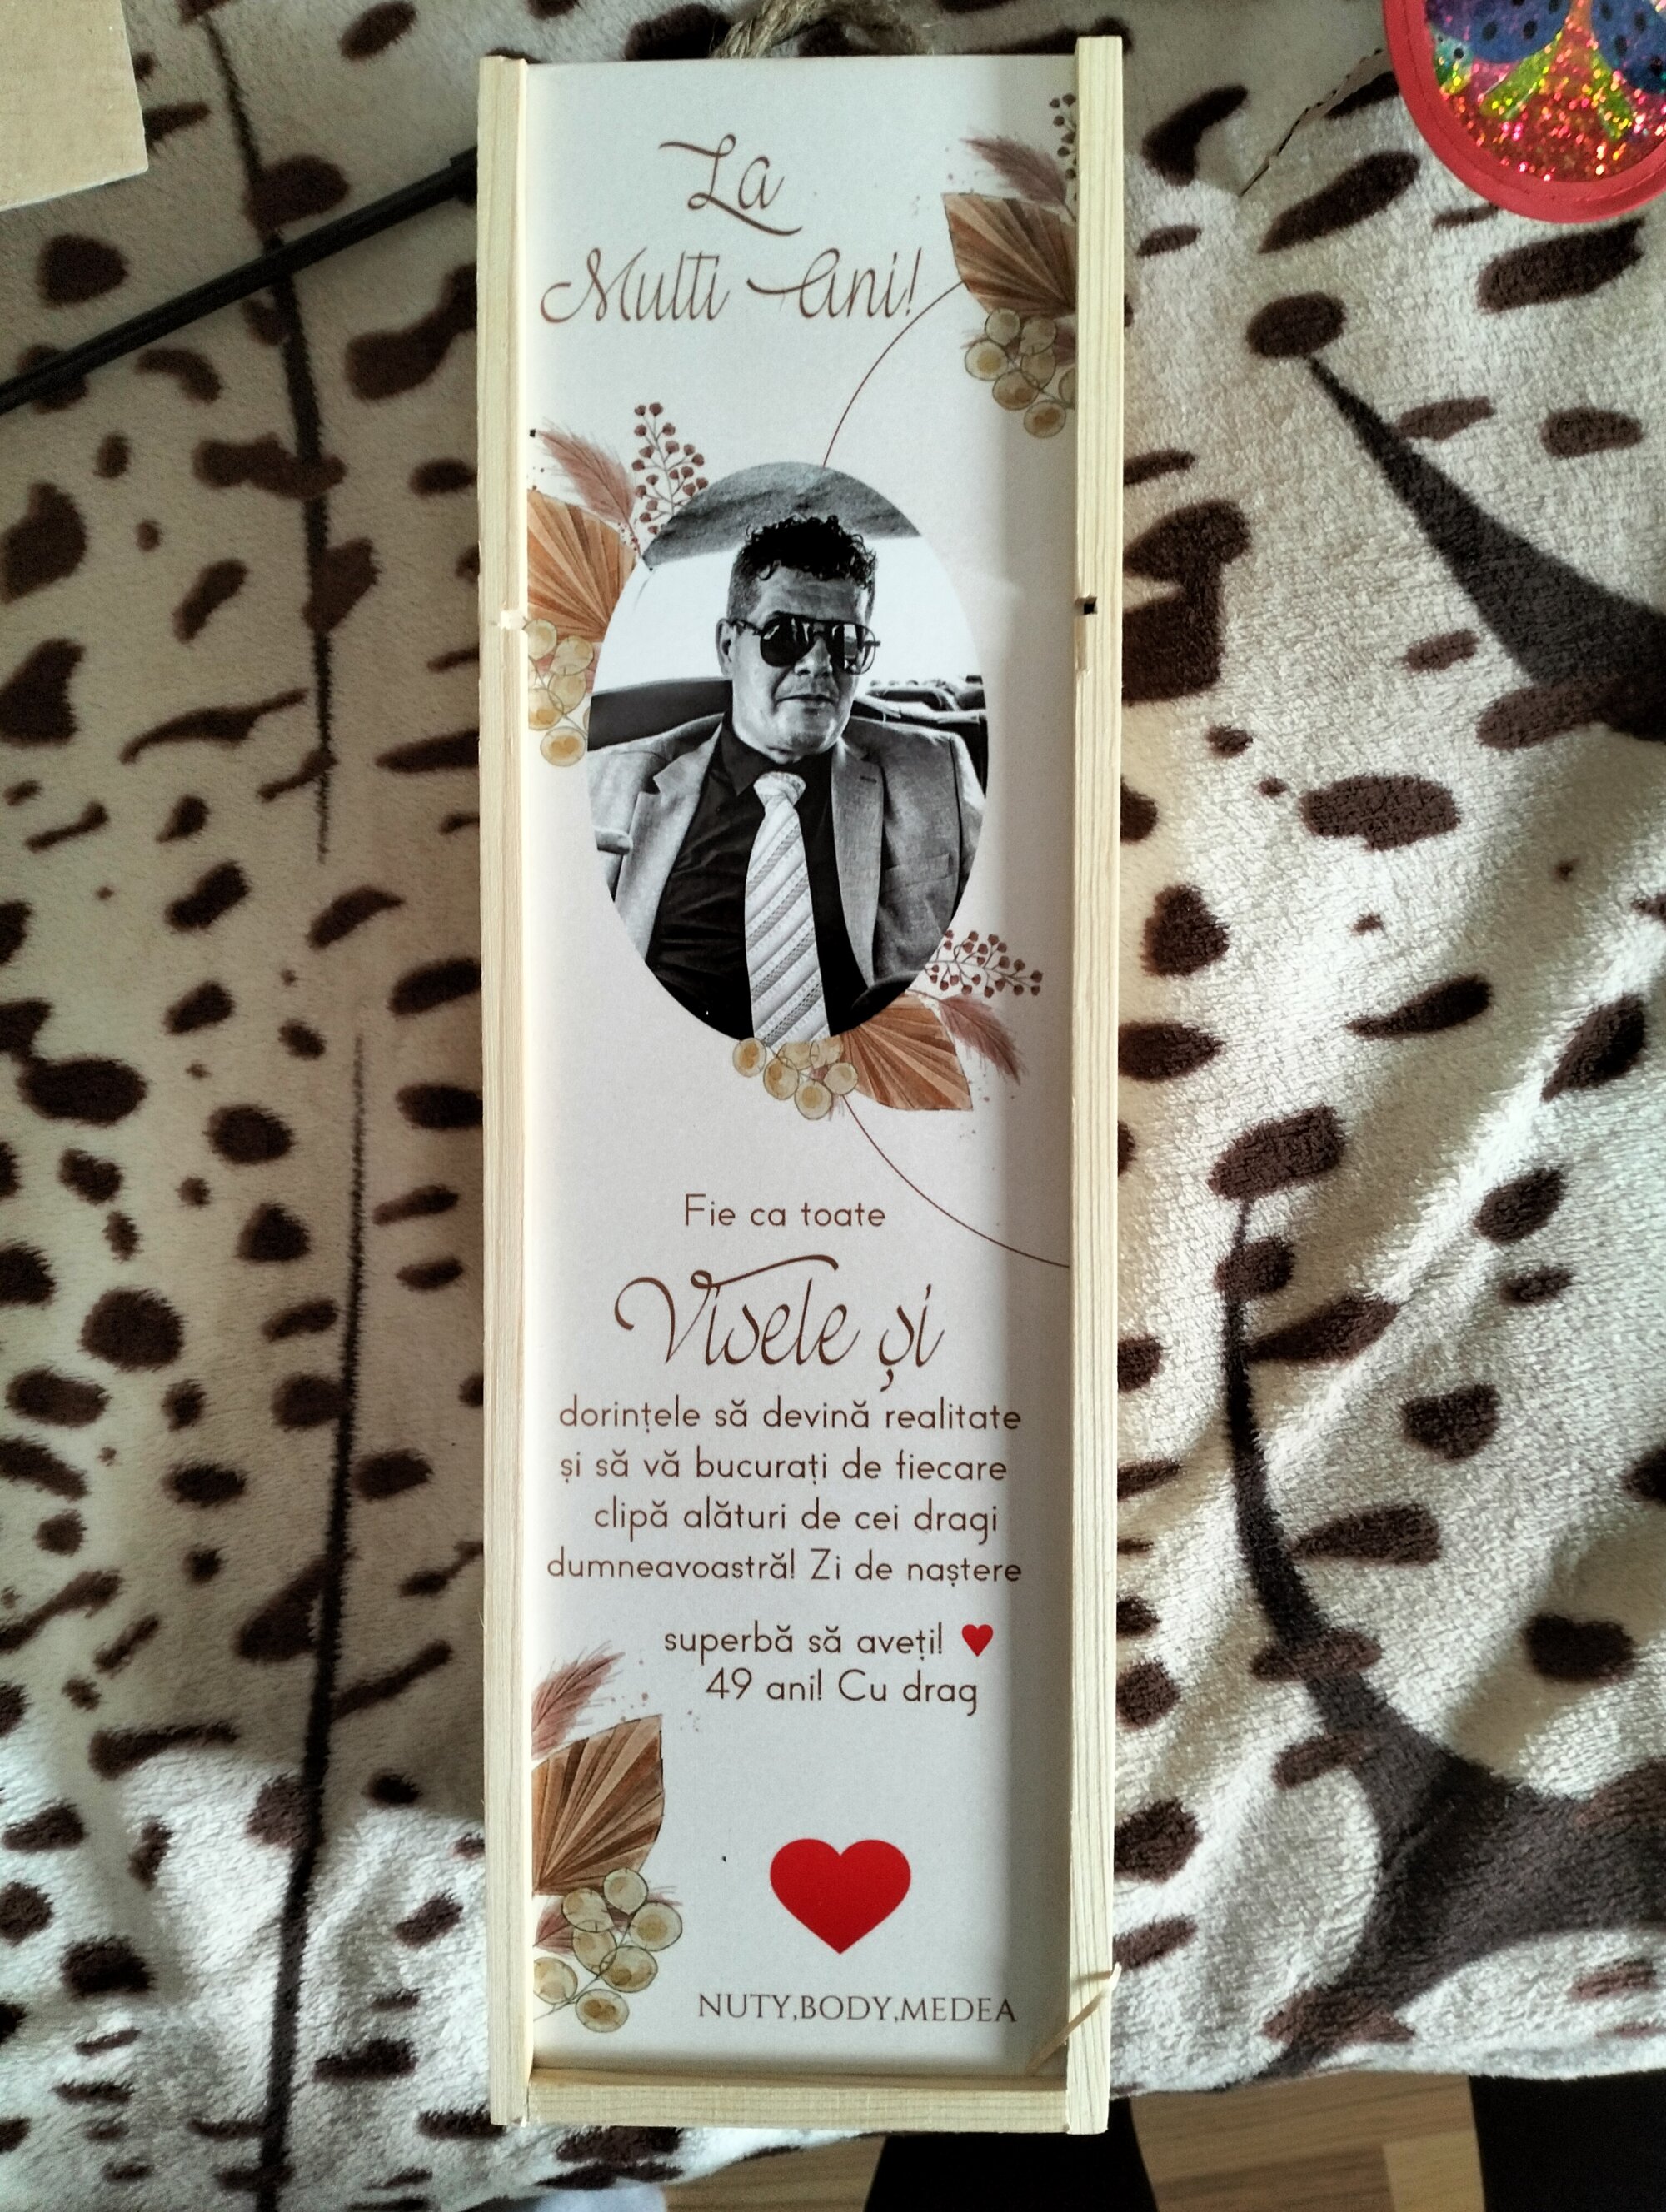 La
Multi Ani!
Fie ca toate
Visele și
dorințele să devină realitate
și să vă bucurați de fiecare
clipă alături de cei dragi
dumneavoastră! Zi de naștere
superbă să aveți! ♥
49 ani! Cu drag
NUTY,BODY,MEDEA